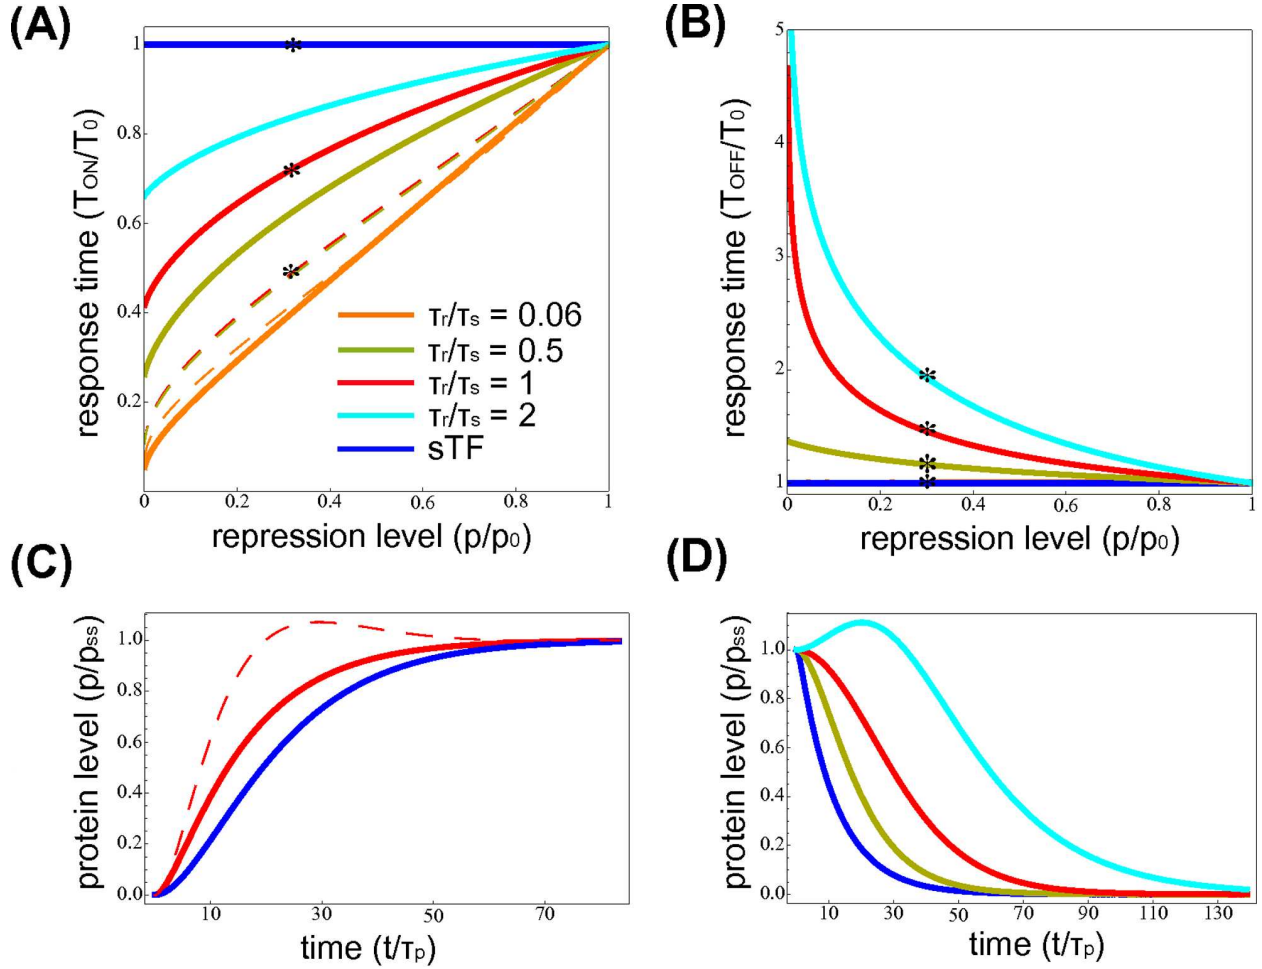 (A)
response time (TON/T0)
1
0.8
0.6
0.4
0.2
0
0.2
0.4
0.6
0.8
1
repression level (p/p0)
τr/τs = 0.06
τr/τs = 0.5
τr/τs = 1
τr/τs = 2
sTF
(B)
response time (TOFF/T0)
5
4
3
2
1
0
0.2
0.4
0.6
0.8
1
repression level (p/p0)
(C)
protein level (p/pss)
1.0
0.8
0.6
0.4
0.2
0.0
10
30
50
70
time (t/τp)
(D)
protein level (p/pss)
1.0
0.8
0.6
0.4
0.2
0.0
10
30
50
70
90
110
130
time (t/τp)